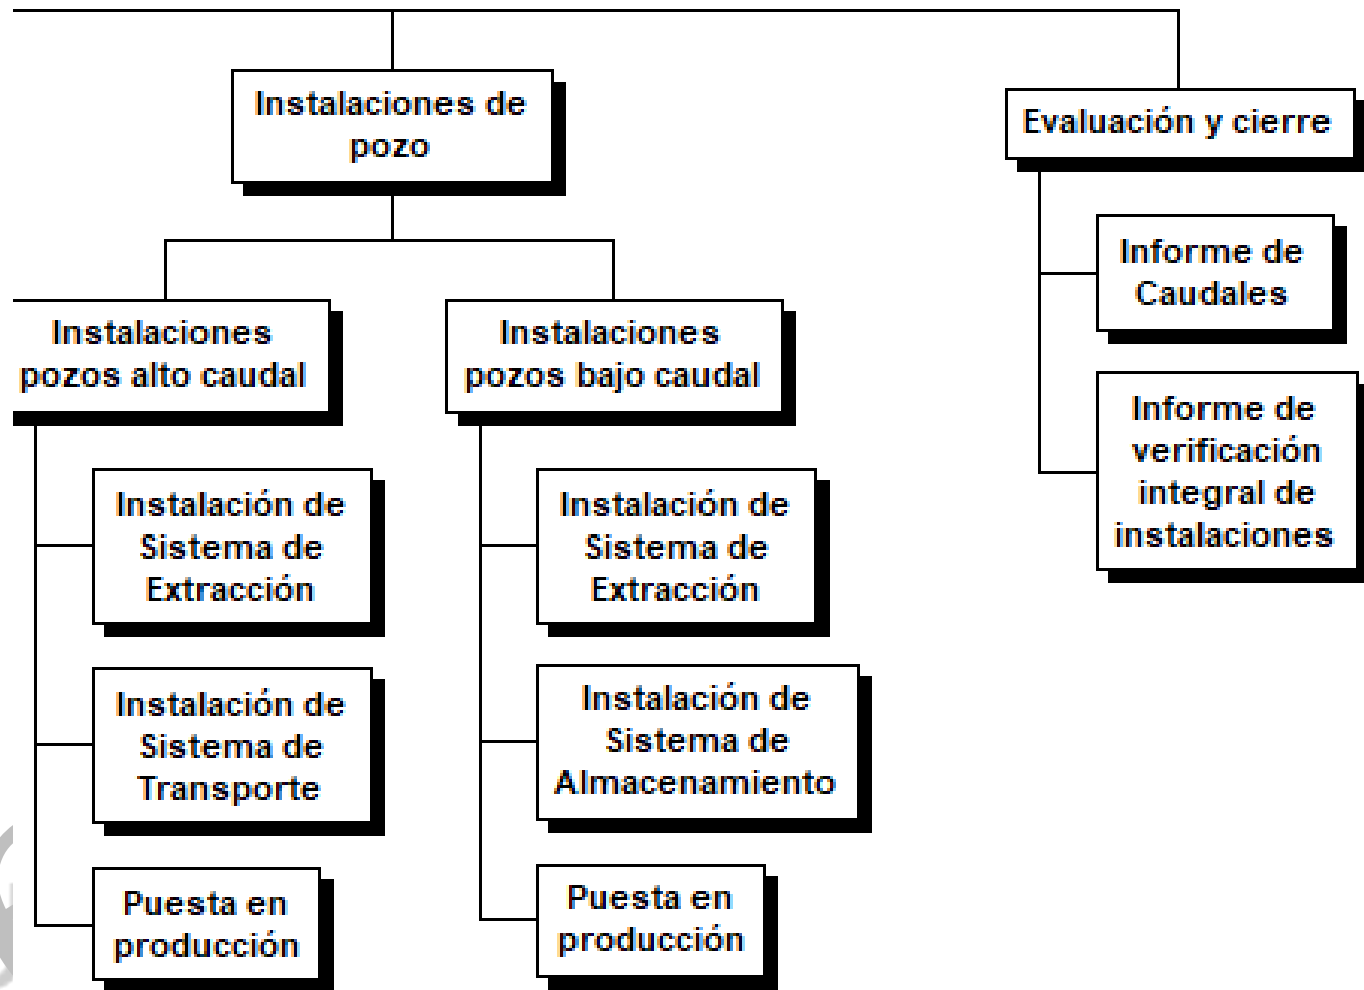 Instalaciones de
pozo
Evaluación y cierre
Informe de
Caudales
Informe de
verificación
integral de
instalaciones
Instalaciones
pozos alto caudal
Instalación de
Sistema de
Extracción
Instalación de
Sistema de
Transporte
Puesta en
producción
Instalaciones
pozos bajo caudal
Instalación de
Sistema de
Extracción
Instalación de
Sistema de
Almacenamiento
Puesta en
producción